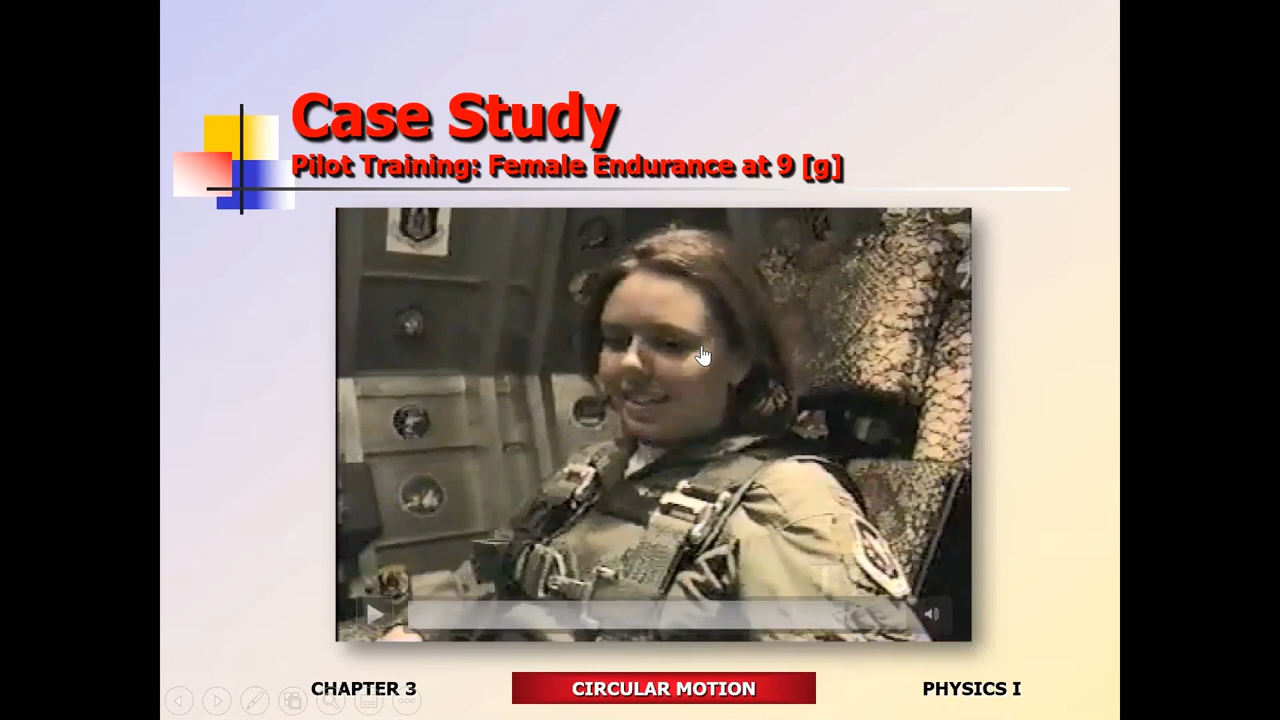 Case Study
Pilot Training: Female Endurance at 9 [g]
CHAPTER 3
CIRCULAR MOTION
PHYSICS I